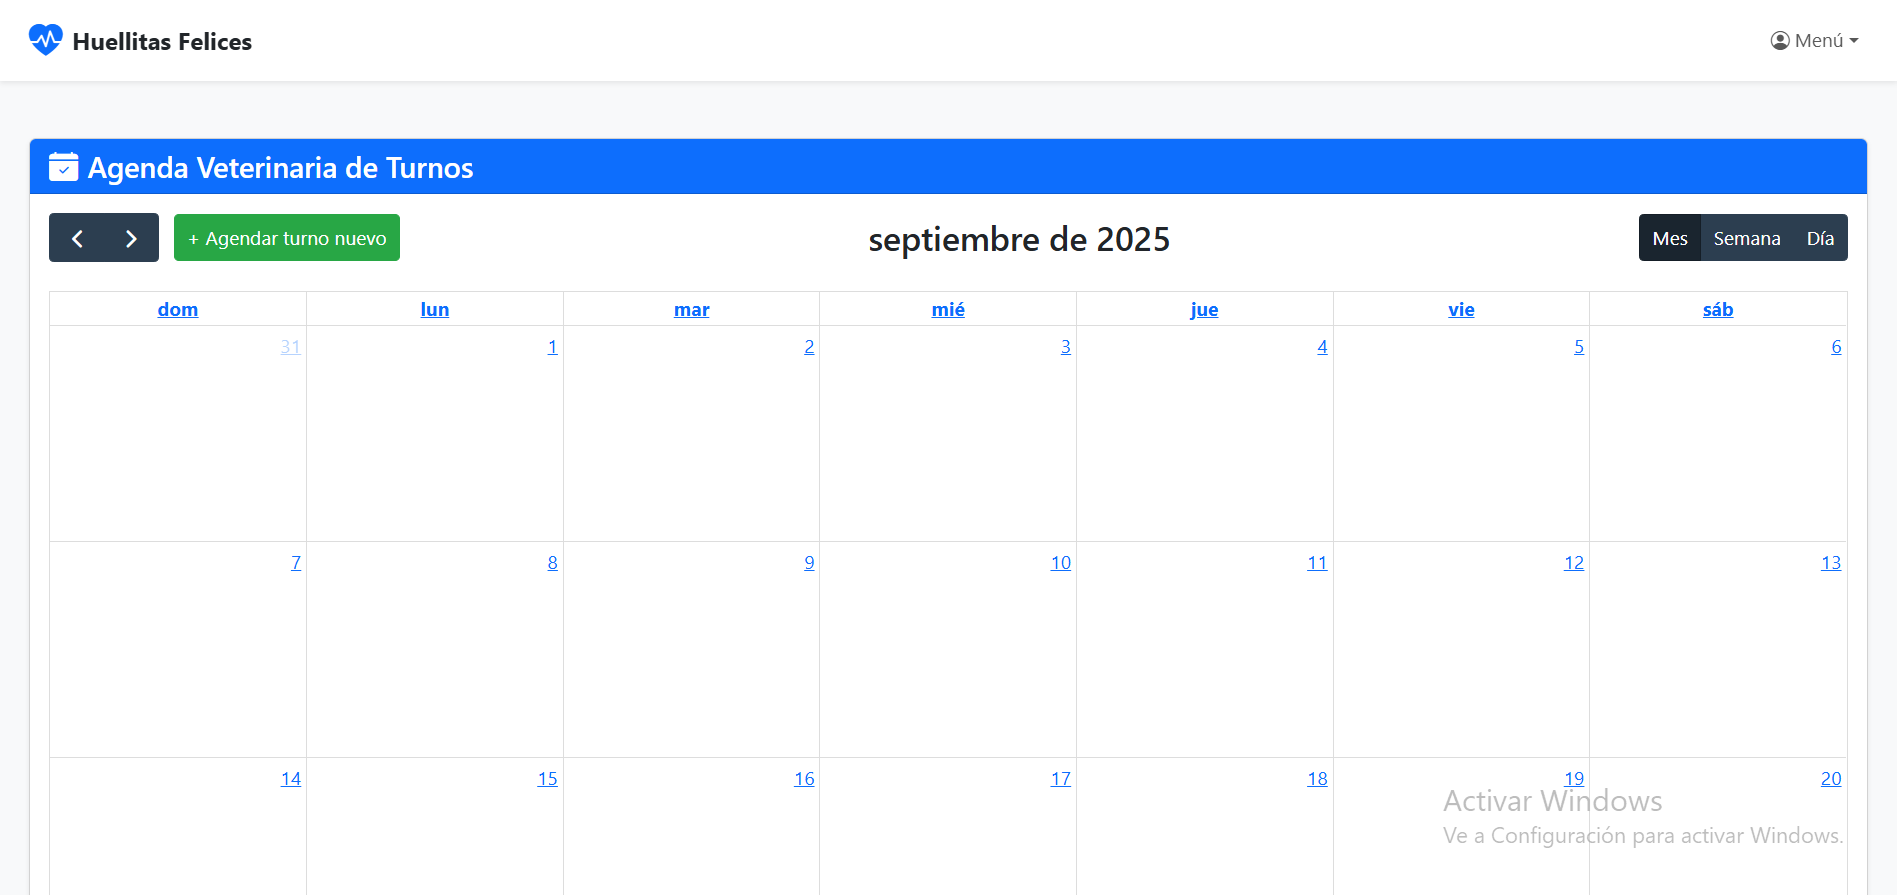 Huellitas Felices
Menú
Agenda Veterinaria de Turnos
+ Agendar turno nuevo
septiembre de 2025
Mes Semana Día
dom lun mar mié jue vie sáb
31 1 2 3 4 5 6
7 8 9 10 11 12 13
14 15 16 17 18 19 20
Activar Windows
Ve a Configuración para activar Windows.